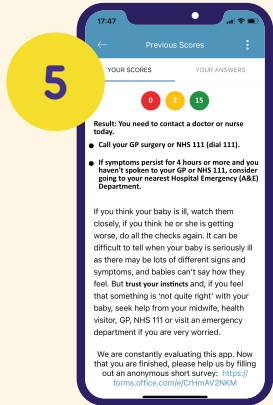 5
17:47
Previous Scores
YOUR SCORES YOUR ANSWERS
0 2 15
Result: You need to contact a doctor or nurse
today.
● Call your GP surgery or NHS 111 (dial 111).
● If symptoms persist for 4 hours or more and you
haven't spoken to your GP or NHS 111, consider
going to your nearest Hospital Emergency (A&E)
Department.
If you think your baby is ill, watch them
closely, if you think he or she is getting
worse, do all the checks again. It can be
difficult to tell when your baby is seriously ill
as there may be lots of different signs and
symptoms, and babies can't say how they
feel. But trust your instincts and, if you feel
that something is 'not quite right' with your
baby, seek help from your midwife, health
visitor, GP, NHS 111 or visit an emergency
department if you are very worried.
We are constantly evaluating this app. Now
that you are finished, please help us by filling
out an anonymous short survey: https://
forms.office.com/e/CrHmAV2NKM